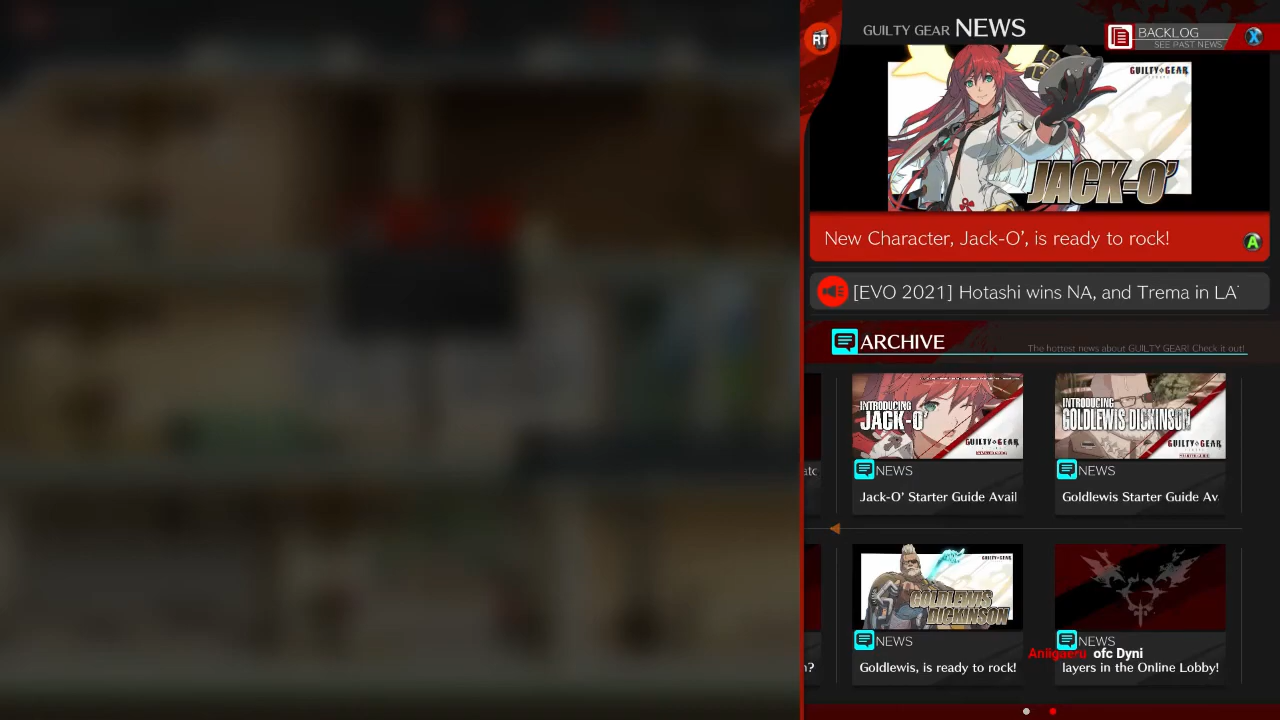 RT
GUILTY GEAR NEWS
BACKLOG
SEE PAST NEWS
X
GUILTY GEAR
JACK-O'
New Character, Jack-O', is ready to rock!
A
[EVO 2021] Hotashi wins NA, and Trema in LA
ARCHIVE
The hottest news about GUILTY GEAR! Check it out!
INTRODUCING
JACK-O'
GUILTY GEAR
INTRODUCING
GOLDLEWIS DICKINSON
GUILTY GEAR
NEWS
NEWS
Jack-O' Starter Guide Avail
Goldlewis Starter Guide Av
GUILTY GEAR
GOLDLEWIS
DICKINSON
NEWS
NEWS
Aniigaeru ofc Dyni
Goldlewis, is ready to rock!
layers in the Online Lobby!